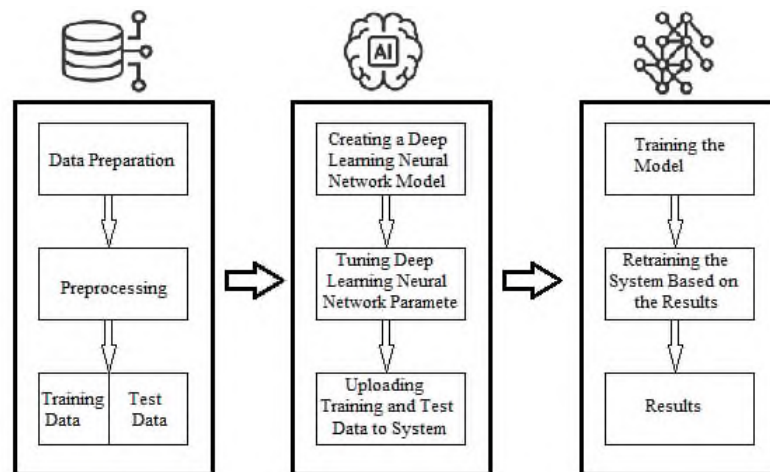 AI
Data Preparation
Preprocessing
Training
Data
Test
Data
Creating a Deep
Learning Neural
Network Model
Tuning Deep
Learning Neural
Network Paramete
Uploading
Training and Test
Data to System
Training the
Model
Retraining the
System Based on
the Results
Results